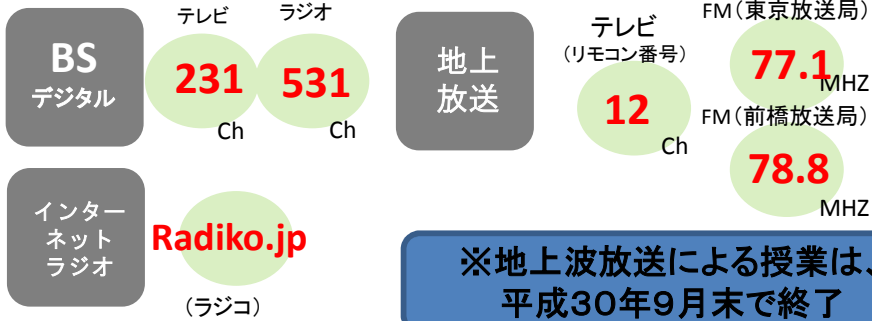 BS
デジタル
テレビ
231
Ch
ラジオ
531
Ch
地上
放送
テレビ
(リモコン番号)
12
Ch
FM(東京放送局)
77.1
MHZ
FM(前橋放送局)
78.8
MHZ
インター
ネット
ラジオ
Radiko.jp
(ラジコ)
※地上波放送による授業は、
平成30年9月末で終了